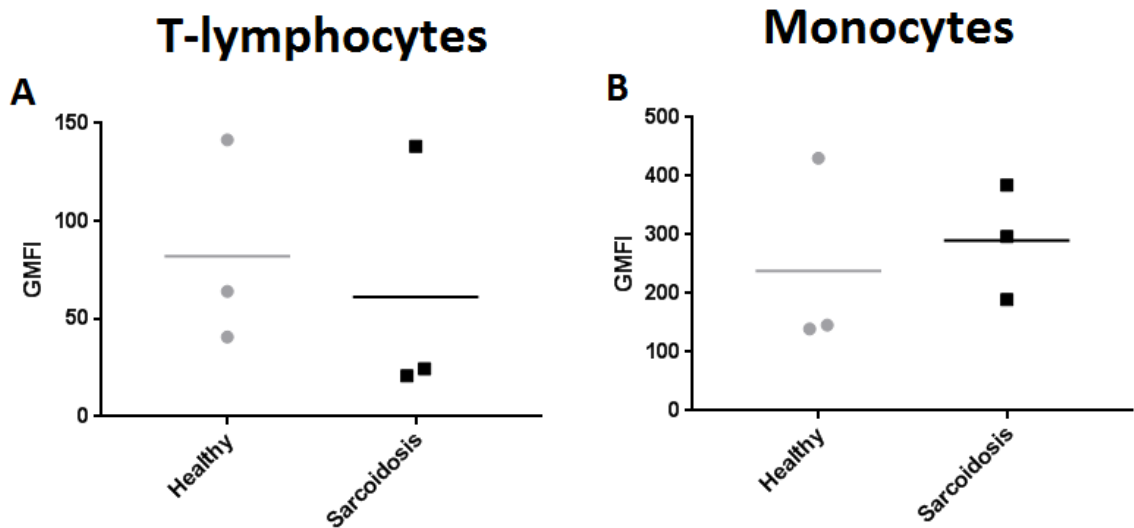 T-lymphocytes
A
150
100
50
0
GMFI
Healthy
Sarcoidosis
Monocytes
B
500
400
300
200
100
0
GMFI
Healthy
Sarcoidosis